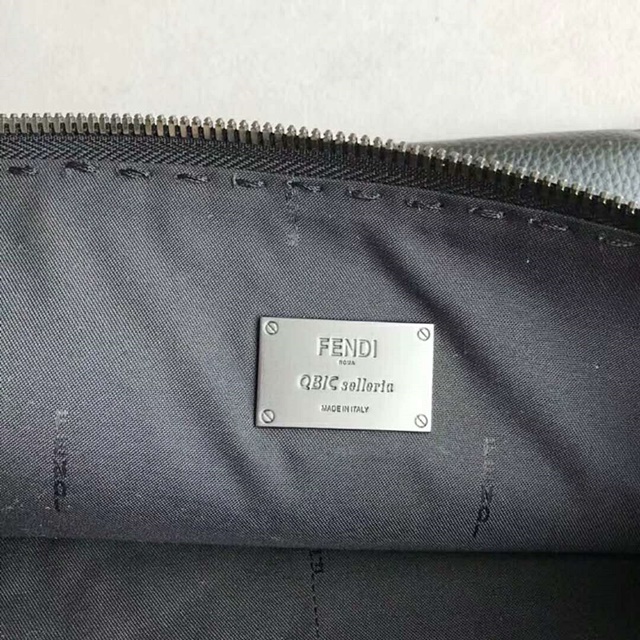 FENDI
ROMA
QBIC selleria
MADE IN ITALY